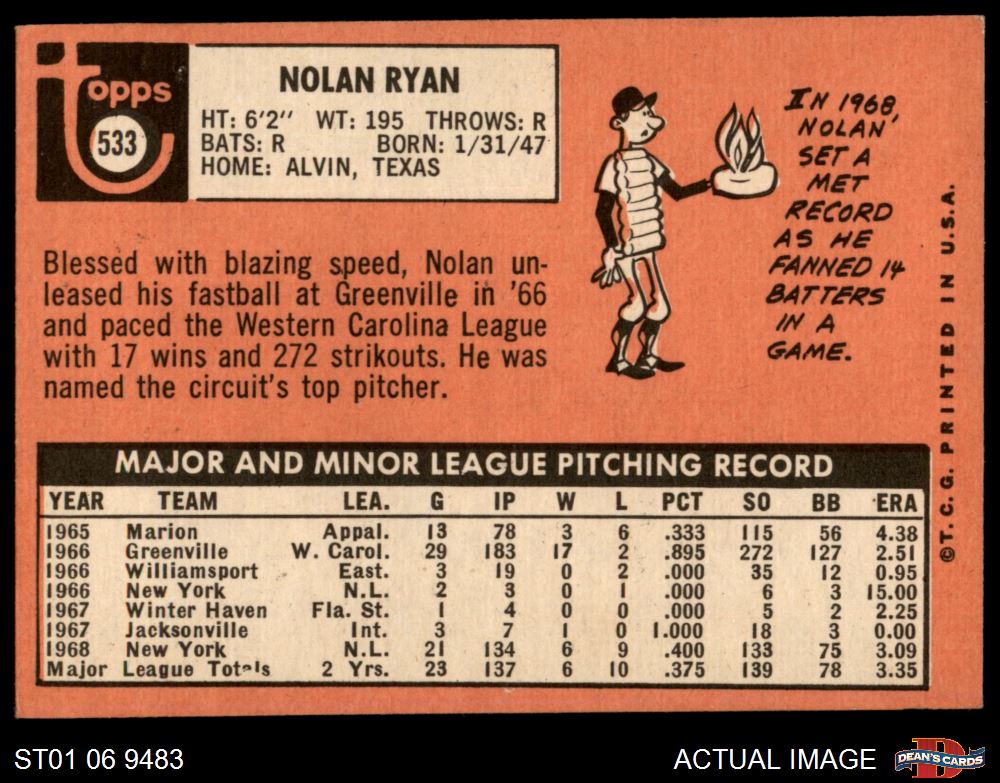 topps
533
NOLAN RYAN
HT: 6'2" WT: 195 THROWS: R
BATS: R BORN: 1/31/47
HOME: ALVIN, TEXAS
Blessed with blazing speed, Nolan un-
leased his fastball at Greenville in '66
and paced the Western Carolina League
with 17 wins and 272 strikouts. He was
named the circuit's top pitcher.
IN 1968,
NOLAN
SET A
MET
RECORD
AS HE
FANNED 14
BATTERS
IN A
GAME.
©T. C. G. PRINTED IN U.S.A.
MAJOR AND MINOR LEAGUE PITCHING RECORD
YEAR TEAM LEA. G IP W L PCT SO BB ERA
1965 Marion Appal. 13 78 3 6 .333 115 56 4.38
1966 Greenville W. Carol. 29 183 17 2 .895 272 127 2.51
1966 Williamsport East. 3 19 0 2 .000 35 12 0.95
1966 New York N.L. 2 3 0 1 .000 6 3 15.00
1967 Winter Haven Fla. St. 1 4 0 0 .000 5 2 2.25
1967 Jacksonville Int. 3 7 1 0 1.000 18 3 0.00
1968 New York N.L. 21 134 6 9 .400 133 75 3.09
Major League Totals 2 Yrs. 23 137 6 10 .375 139 78 3.35
ST01 06 9483
ACTUAL IMAGE
DEAN'S CARDS